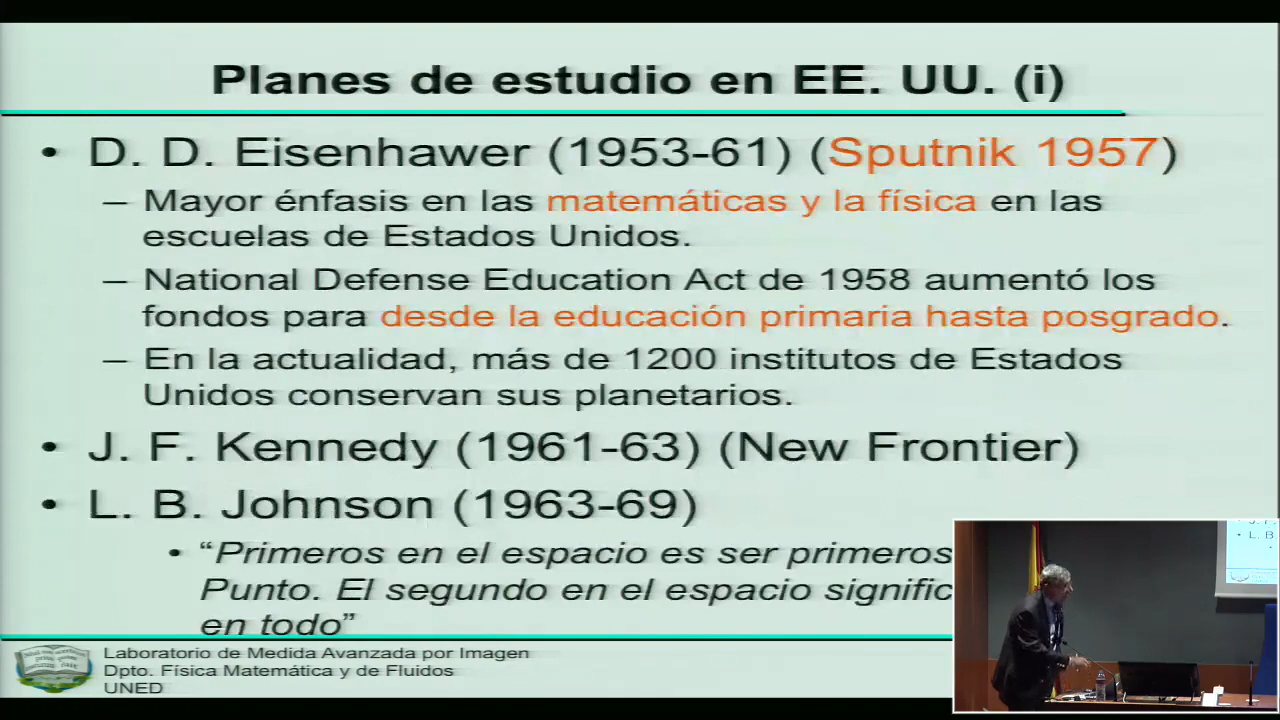 Planes de estudio en EE. UU. (i)
• D. D. Eisenhawer (1953-61) (Sputnik 1957)
– Mayor énfasis en las matemáticas y la física en las
escuelas de Estados Unidos.
– National Defense Education Act de 1958 aumentó los
fondos para desde la educación primaria hasta posgrado.
– En la actualidad, más de 1200 institutos de Estados
Unidos conservan sus planetarios.
• J. F. Kennedy (1961-63) (New Frontier)
• L. B. Johnson (1963-69)
• “Primeros en el espacio es ser primeros
Punto. El segundo en el espacio signific
en todo”
Laboratorio de Medida Avanzada por Imagen
Dpto. Física Matemática y de Fluidos
UNED
• L. B